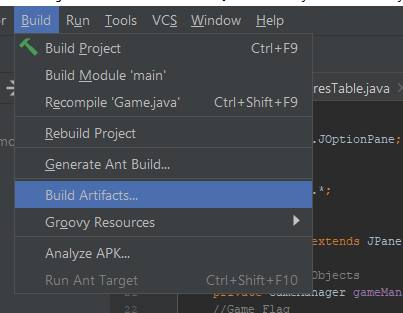 Build Run Tools VCS Window Help
Build Project Ctrl+F9
Build Module 'main'
Recompile 'Game.java' Ctrl+Shift+F9
resTable.java
Rebuild Project
.JOptionPane;
Generate Ant Build...
Build Artifacts...
.*;
Groovy Resources
extends JPane
Analyze APK...
Objects
Run Ant Target Ctrl+Shift+F10
private GameManager gameMan
22 //Game Flag